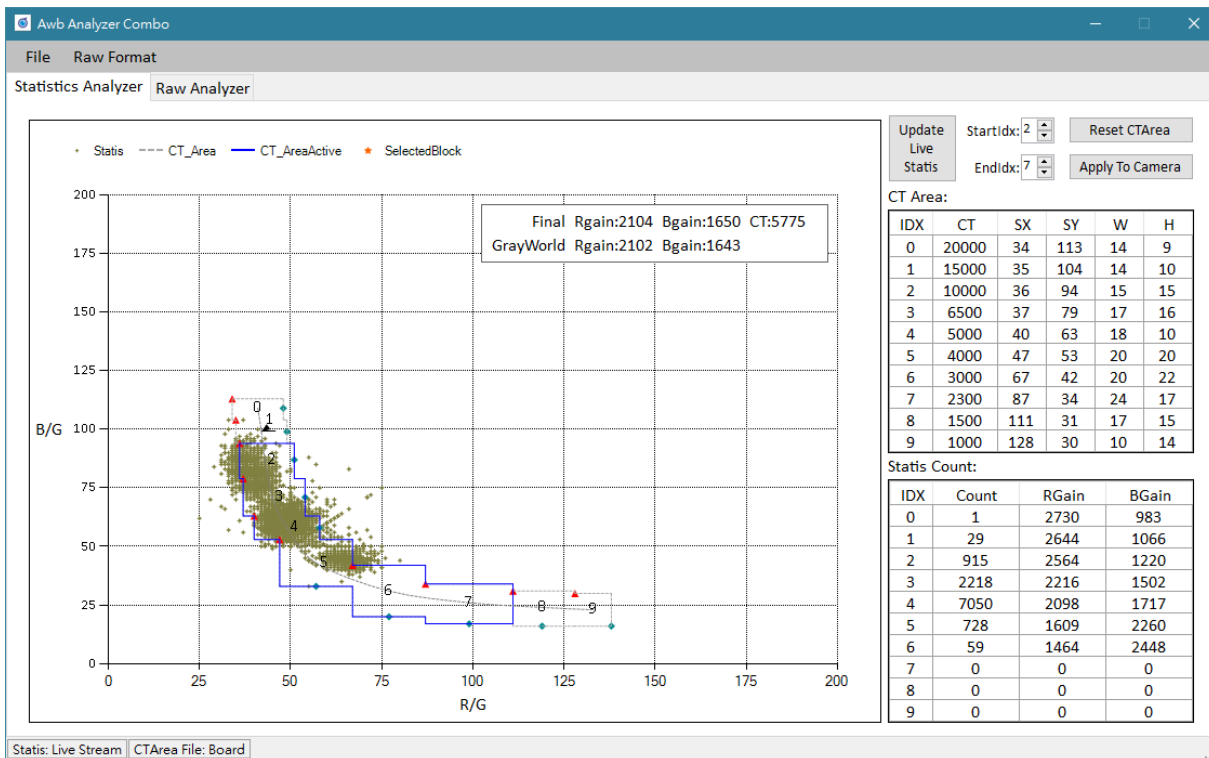 Awb Analyzer Combo
File Raw Format
Statistics Analyzer Raw Analyzer
Statis CT_Area CT_AreaActive SelectedBlock
Final Rgain:2104 Bgain:1650 CT:5775
GrayWorld Rgain:2102 Bgain:1643
200
175
150
125
100
75
50
25
0
B/G
0 25 50 75 100 125 150 175 200
R/G
0
1
2
3
4
5
6
7
8
9
Update
Live
Statis
StartIdx: 2
EndIdx: 7
Reset CTArea
Apply To Camera
CT Area:
IDX CT SX SY W H
0 20000 34 113 14 9
1 15000 35 104 14 10
2 10000 36 94 15 15
3 6500 37 79 17 16
4 5000 40 63 18 10
5 4000 47 53 20 20
6 3000 67 42 20 22
7 2300 87 34 24 17
8 1500 111 31 17 15
9 1000 128 30 10 14
Statis Count:
IDX Count RGain BGain
0 1 2730 983
1 29 2644 1066
2 915 2564 1220
3 2218 2216 1502
4 7050 2098 1717
5 728 1609 2260
6 59 1464 2448
7 0 0 0
8 0 0 0
9 0 0 0
Statis: Live Stream CTArea File: Board